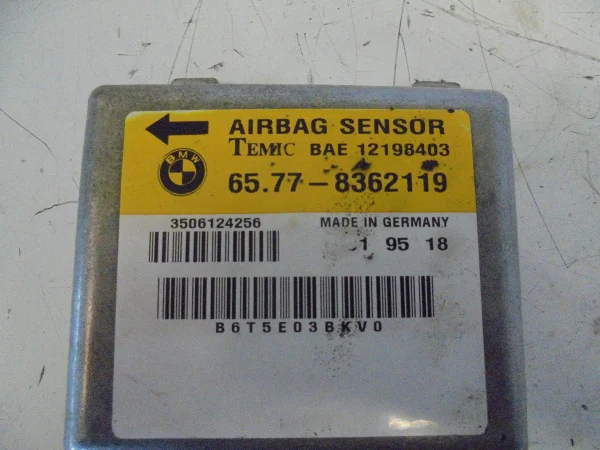 AIRBAG SENSOR
BMW
TEMIC BAE 12198403
65.77-8362119
3506124256
MADE IN GERMANY
95 18
B6T5E03BKV0